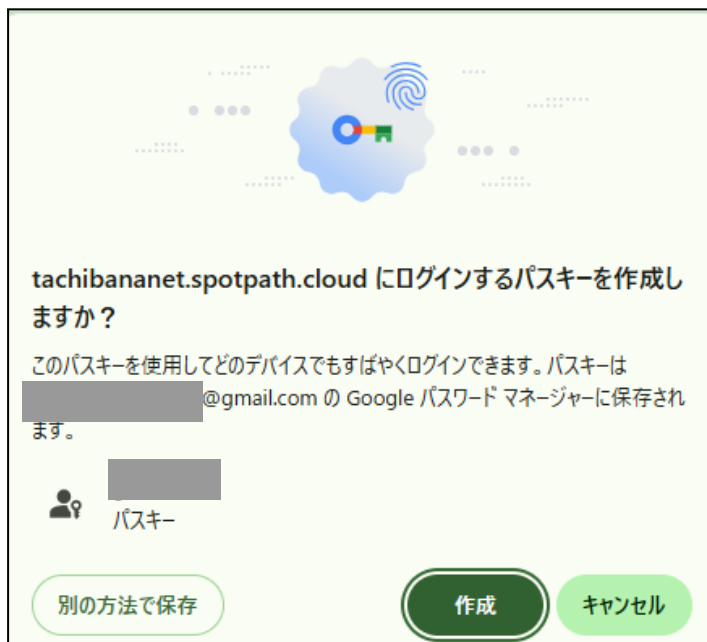 tachibananet.spotpath.cloud にログインするパスキーを作成し
ますか？
このパスキーを使用してどのデバイスでもすばやくログインできます。パスキーは
@gmail.com の Google パスワード マネージャーに保存され
ます。
パスキー
別の方法で保存
作成
キャンセル